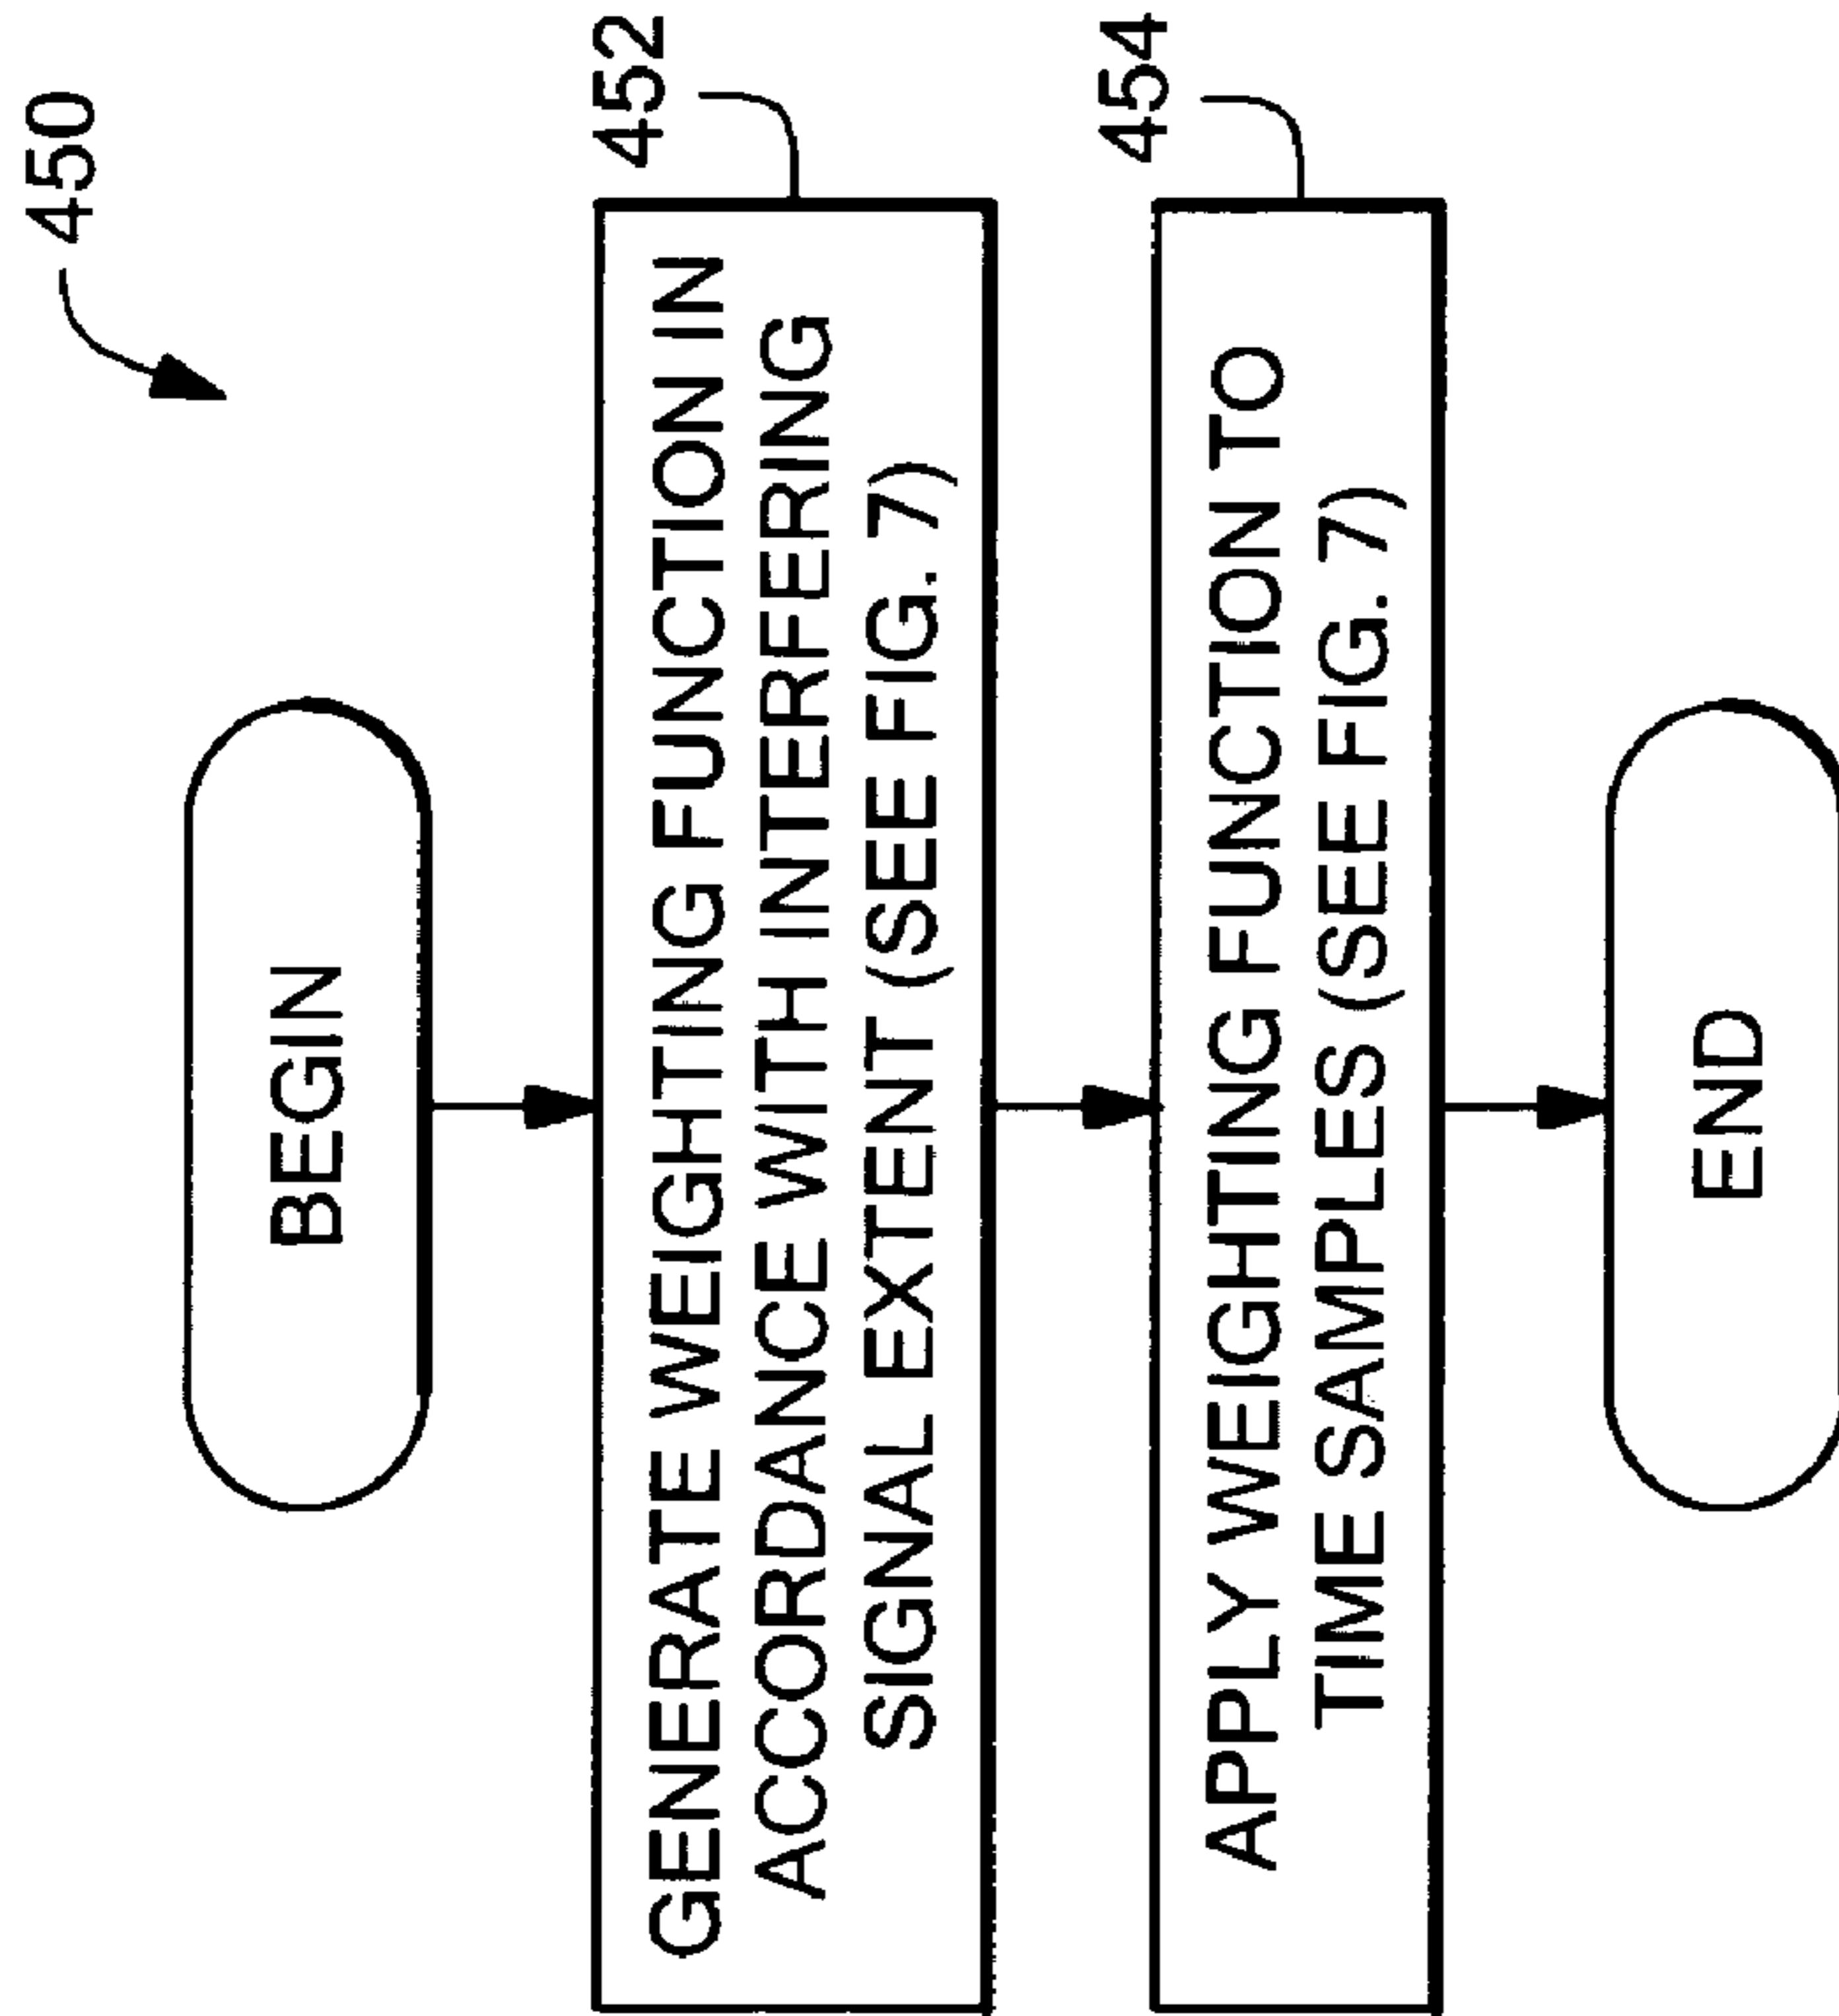 450
BEGIN
GENERATE WEIGHTING FUNCTION IN
ACCORDANCE WITH INTERFERING
SIGNAL EXTENT (SEE FIG. 7)
452
APPLY WEIGHTING FUNCTION TO
TIME SAMPLES (SEE FIG. 7)
454
END